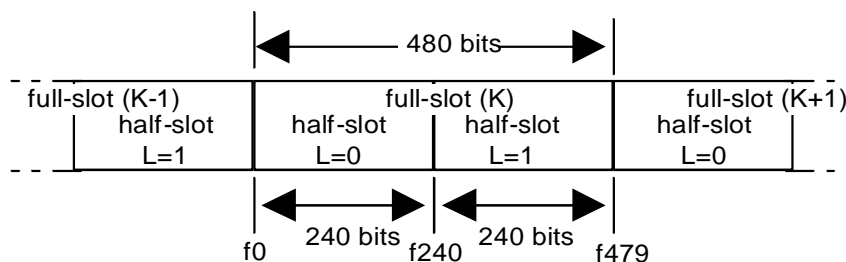 480 bits
full-slot (K-1) full-slot (K) full-slot (K+1)
half-slot half-slot half-slot half-slot
L=1 L=0 L=1 L=0
240 bits 240 bits
f0 f240 f479